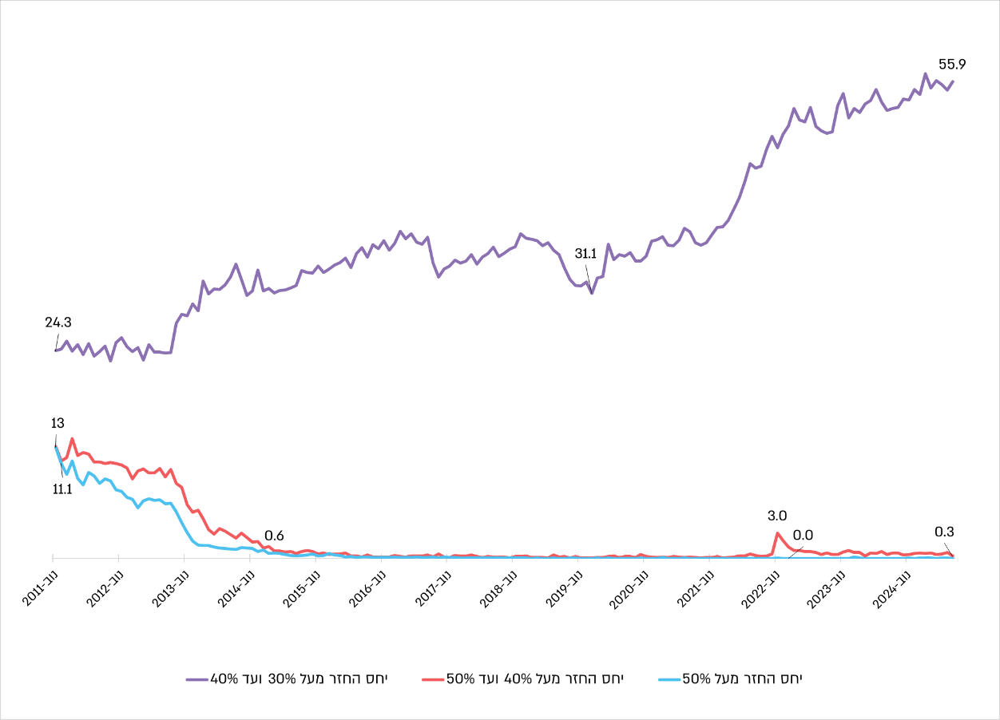 55.9
31.1
24.3
13
11.1
0.6
3.0
0.0
0.3
נוב-2011
נוב-2012
נוב-2013
נוב-2014
נוב-2015
נוב-2016
נוב-2017
נוב-2018
נוב-2019
נוב-2020
נוב-2021
נוב-2022
נוב-2023
נוב-2024
יחס החזר מעל 30% ועד 40%
יחס החזר מעל 40% ועד 50%
יחס החזר מעל 50%